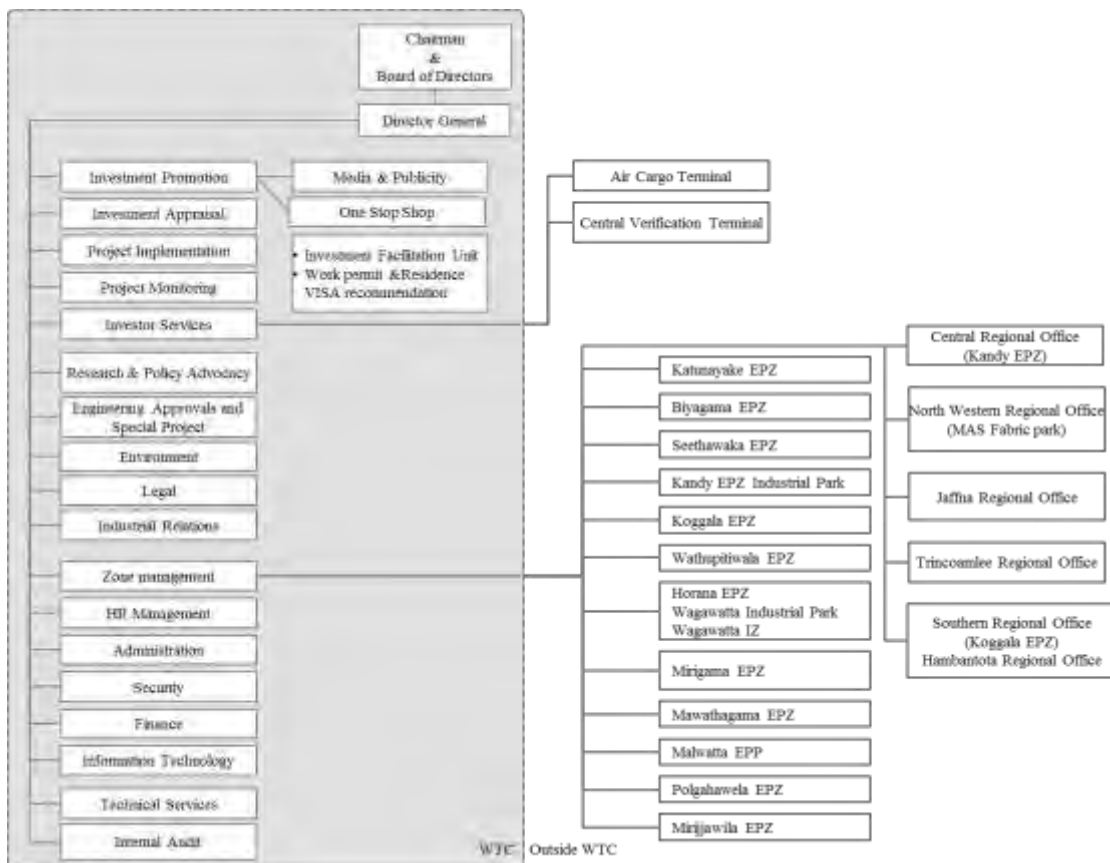 Chairman
&
Board of Directors
Director General
Investment Promotion
Media & Publicity
Investment Appraisal
One Stop Shop
Project Implementation
• Investment Facilitation Unit
• Work permit &Residence
VISA recommendation
Project Monitoring
Investor Services
Research & Policy Advocacy
Engineering Approvals and
Special Project
Environment
Legal
Industrial Relations
Zone management
HR Management
Administration
Security
Finance
Information Technology
Technical Services
Internal Audit
WTC
Outside WTC
Air Cargo Terminal
Central Verification Terminal
Katunayake EPZ
Biyagama EPZ
Seethawaka EPZ
Kandy EPZ Industrial Park
Koggala EPZ
Wathupitiwala EPZ
Horana EPZ
Wagawatta Industrial Park
Wagawatta IZ
Mirigama EPZ
Mawathagama EPZ
Malwatta EPP
Polgahawela EPZ
Mirijjawila EPZ
Central Regional Office
(Kandy EPZ)
North Western Regional Office
(MAS Fabric park)
Jaffna Regional Office
Trincoamlee Regional Office
Southern Regional Office
(Koggala EPZ)
Hambantota Regional Office